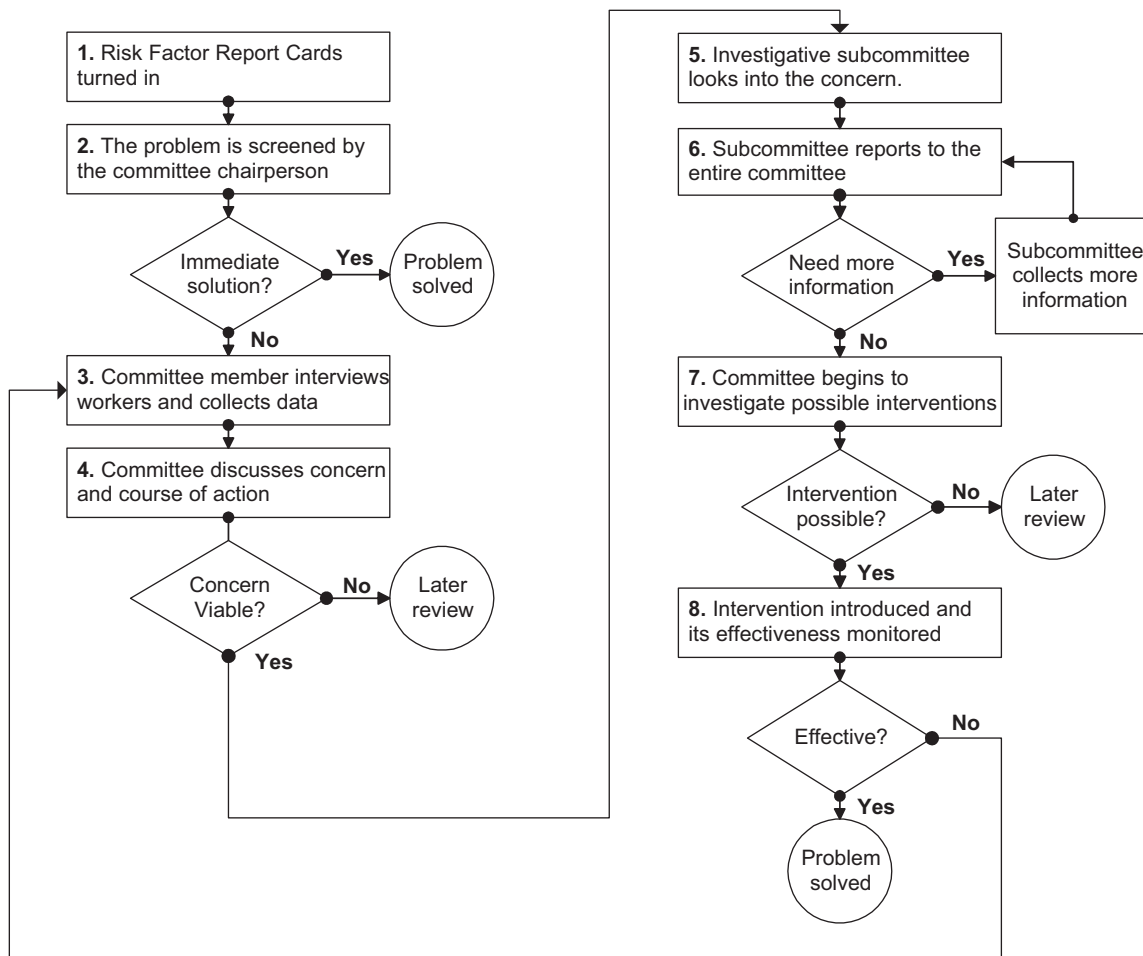 1. Risk Factor Report Cards
turned in
2. The problem is screened by
the committee chairperson
Immediate
solution?
Yes
Problem
solved
No
3. Committee member interviews
workers and collects data
4. Committee discusses concern
and course of action
Concern
Viable?
No
Later
review
Yes
5. Investigative subcommittee
looks into the concern.
6. Subcommittee reports to the
entire committee
Need more
information
Yes
Subcommittee
collects more
information
No
7. Committee begins to
investigate possible interventions
Intervention
possible?
No
Later
review
Yes
8. Intervention introduced and
its effectiveness monitored
Effective?
No
Yes
Problem
solved